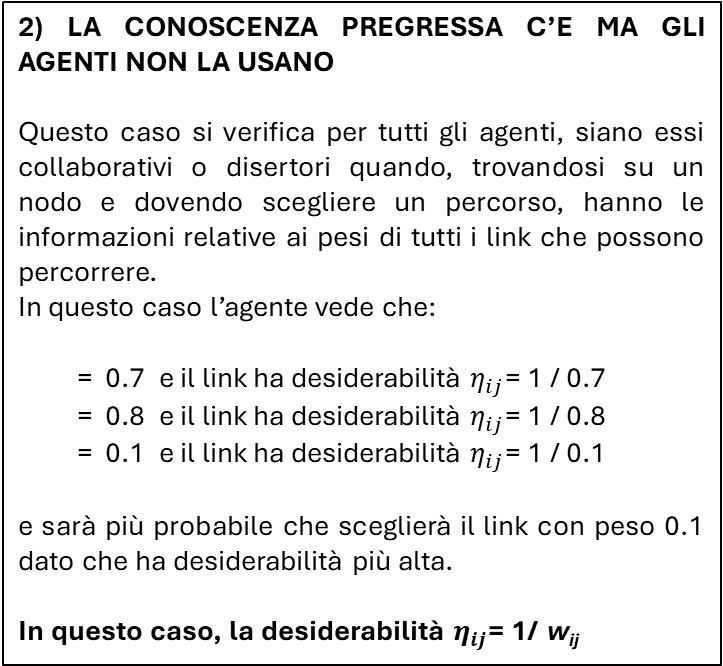 2) LA CONOSCENZA PREGRESSA C’E MA GLI
AGENTI NON LA USANO
Questo caso si verifica per tutti gli agenti, siano essi
collaborativi o disertori quando, trovandosi su un
nodo e dovendo scegliere un percorso, hanno le
informazioni relative ai pesi di tutti i link che possono
percorrere.
In questo caso l’agente vede che:
= 0.7 e il link ha desiderabilità η_ij = 1 / 0.7
= 0.8 e il link ha desiderabilità η_ij = 1 / 0.8
= 0.1 e il link ha desiderabilità η_ij = 1 / 0.1
e sarà più probabile che sceglierà il link con peso 0.1
dato che ha desiderabilità più alta.
In questo caso, la desiderabilità η_ij = 1/ w_ij